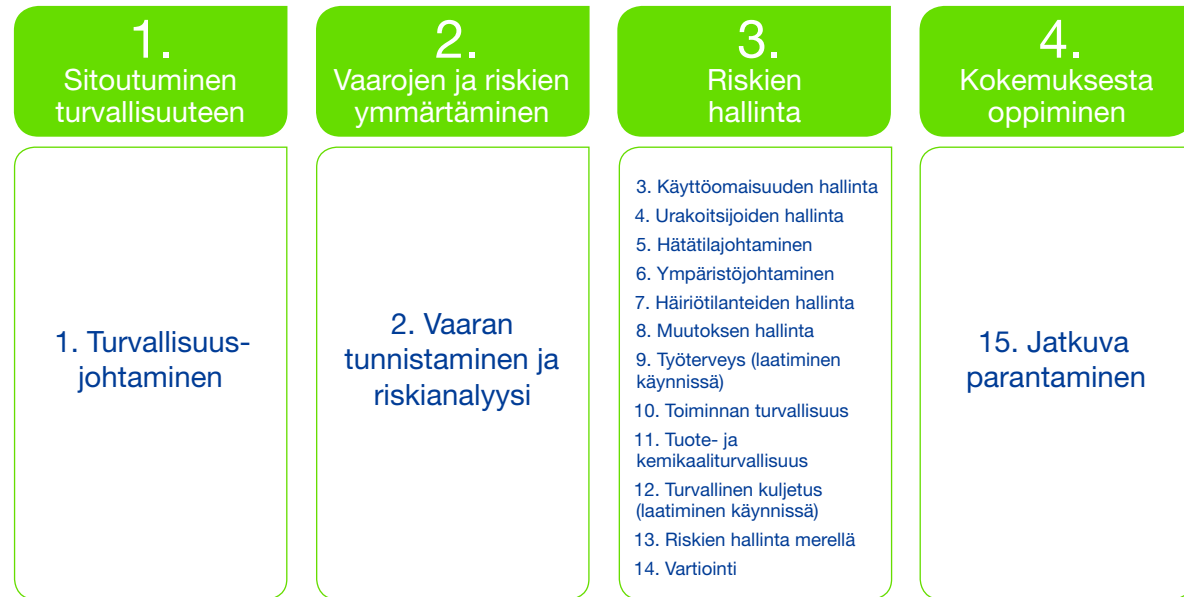 1.
Sitoutuminen
turvallisuuteen
1. Turvallisuus-
johtaminen
2.
Vaarojen ja riskien
ymmärtäminen
2. Vaaran
tunnistaminen ja
riskianalyysi
3.
Riskien
hallinta
3. Käyttöomaisuuden hallinta
4. Urakoitsijoiden hallinta
5. Hätätilajohtaminen
6. Ympäristöjohtaminen
7. Häiriötilanteiden hallinta
8. Muutoksen hallinta
9. Työterveys (laatiminen
käynnissä)
10. Toiminnan turvallisuus
11. Tuote- ja
kemikaaliturvallisuus
12. Turvallinen kuljetus
(laatiminen käynnissä)
13. Riskien hallinta merellä
14. Vartiointi
4.
Kokemuksesta
oppiminen
15. Jatkuva
parantaminen